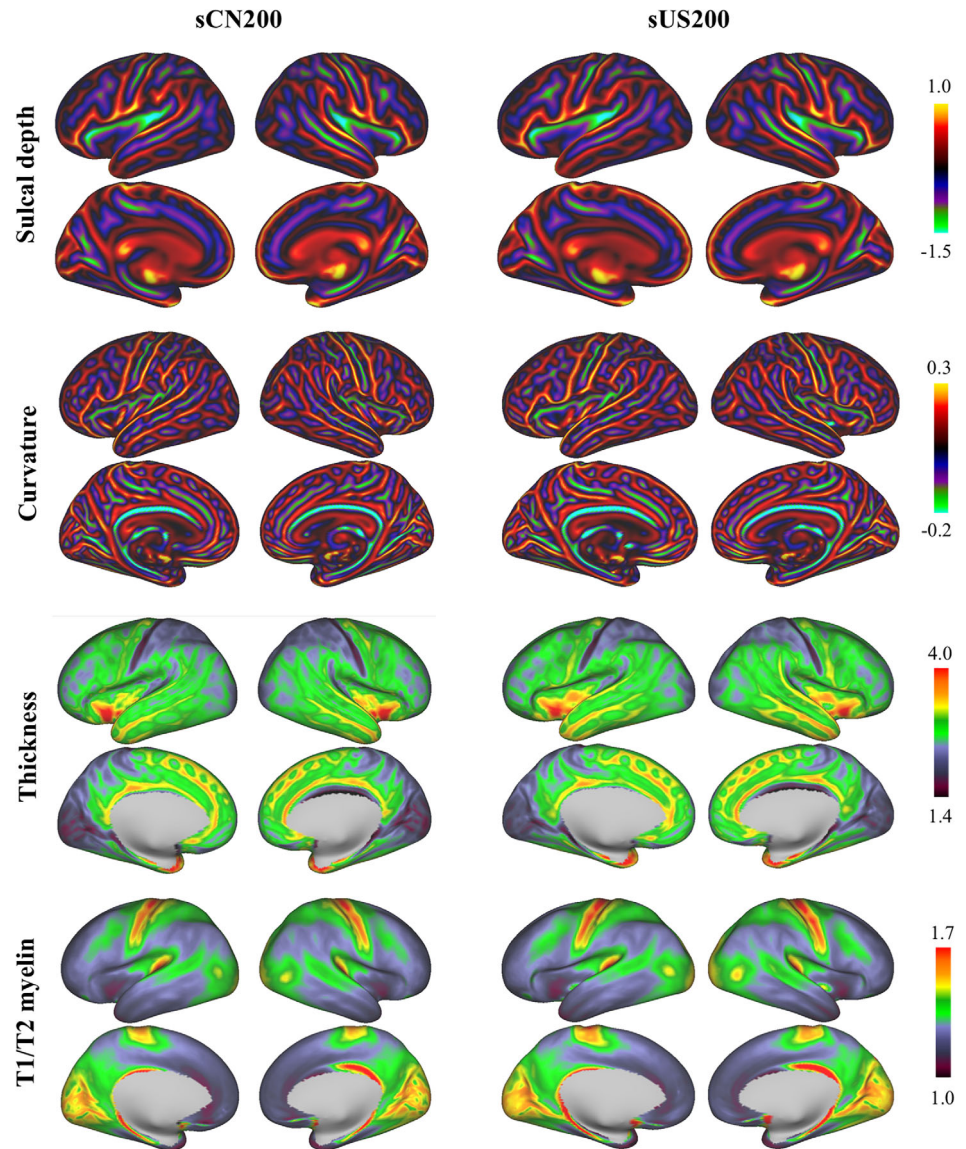 sCN200
sUS200
Sulcal depth
1.0
-1.5
Curvature
0.3
-0.2
Thickness
4.0
1.4
T1/T2 myelin
1.7
1.0